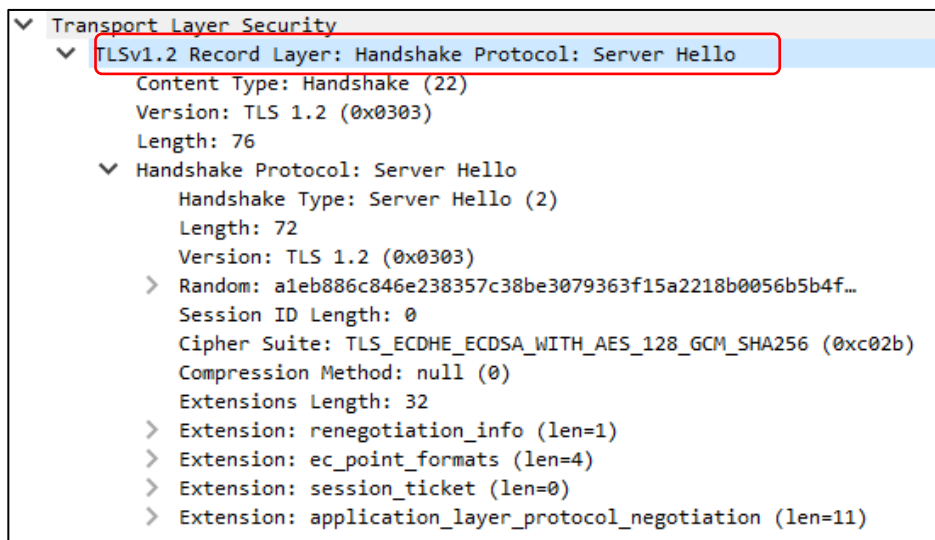 Transport Layer Security
TLSv1.2 Record Layer: Handshake Protocol: Server Hello
Content Type: Handshake (22)
Version: TLS 1.2 (0x0303)
Length: 76
Handshake Protocol: Server Hello
Handshake Type: Server Hello (2)
Length: 72
Version: TLS 1.2 (0x0303)
Random: a1eb886c846e238357c38be3079363f15a2218b0056b5b4f…
Session ID Length: 0
Cipher Suite: TLS_ECDHE_ECDSA_WITH_AES_128_GCM_SHA256 (0xc02b)
Compression Method: null (0)
Extensions Length: 32
Extension: renegotiation_info (len=1)
Extension: ec_point_formats (len=4)
Extension: session_ticket (len=0)
Extension: application_layer_protocol_negotiation (len=11)